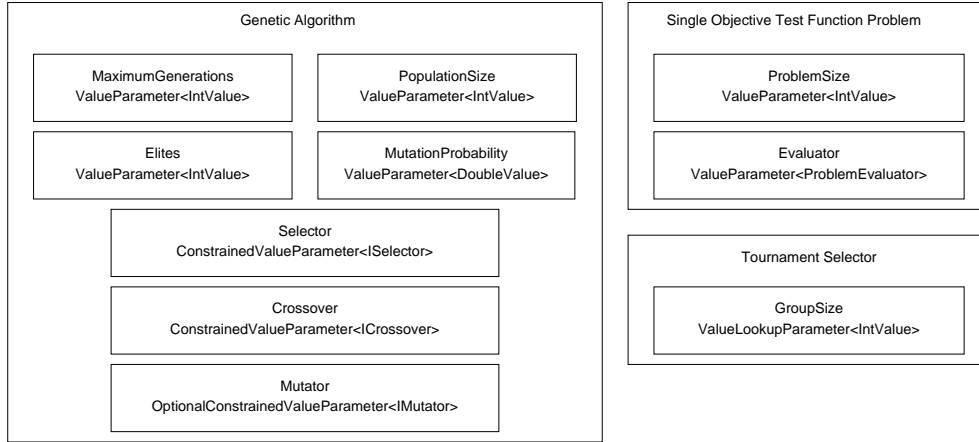 Genetic Algorithm
MaximumGenerations
ValueParameter<IntValue>
PopulationSize
ValueParameter<IntValue>
Elites
ValueParameter<IntValue>
MutationProbability
ValueParameter<DoubleValue>
Selector
ConstrainedValueParameter<ISelector>
Crossover
ConstrainedValueParameter<ICrossover>
Mutator
OptionalConstrainedValueParameter<IMutator>
Single Objective Test Function Problem
ProblemSize
ValueParameter<IntValue>
Evaluator
ValueParameter<ProblemEvaluator>
Tournament Selector
GroupSize
ValueLookupParameter<IntValue>